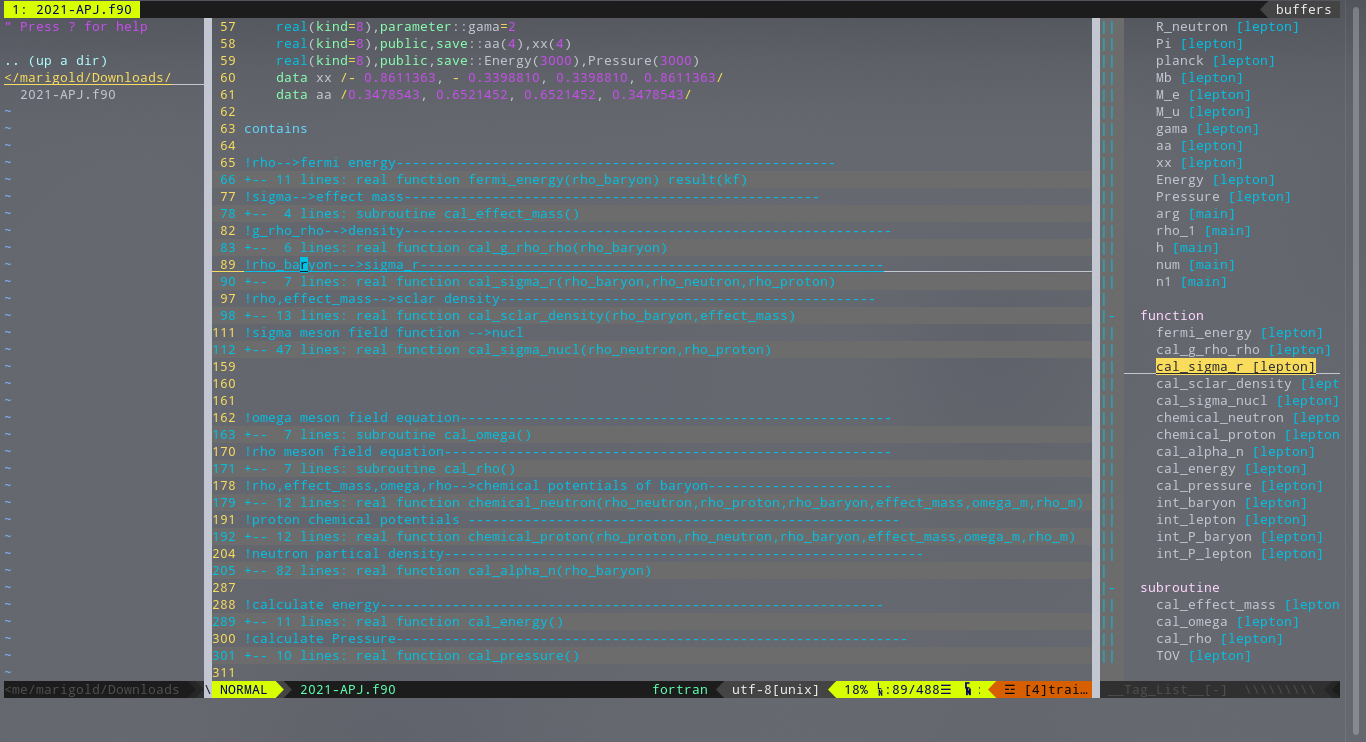 1: 2021-APJ.f90
buffers
" Press ? for help
.. (up a dir)
</marigold/Downloads/
2021-APJ.f90
~
57 real(kind=8),parameter::gama=2
58 real(kind=8),public,save::aa(4),xx(4)
59 real(kind=8),public,save::Energy(3000),Pressure(3000)
60 data xx /- 0.8611363, - 0.3398810, 0.3398810, 0.8611363/
61 data aa /0.3478543, 0.6521452, 0.6521452, 0.3478543/
62
63 contains
64
65 !rho-->fermi energy-------------------------------------------------------
66 +-- 11 lines: real function fermi_energy(rho_baryon) result(kf)
77 !sigma-->effect mass----------------------------------------------------
78 +--  4 lines: subroutine cal_effect_mass()
82 !g_rho_rho-->density-------------------------------------------------------------
83 +--  6 lines: real function cal_g_rho_rho(rho_baryon)
89 !rho_baryon--->sigma_r----------------------------------------------------------
90 +--  7 lines: real function cal_sigma_r(rho_baryon,rho_neutron,rho_proton)
97 !rho,effect_mass-->sclar density-----------------------------------------------
98 +-- 13 lines: real function cal_sclar_density(rho_baryon,effect_mass)
111 !sigma meson field function -->nucl
112 +-- 47 lines: real function cal_sigma_nucl(rho_neutron,rho_proton)
159
160
161
162 !omega meson field equation------------------------------------------------------
163 +--  7 lines: subroutine cal_omega()
170 !rho meson field equation--------------------------------------------------------
171 +--  7 lines: subroutine cal_rho()
178 !rho,effect_mass,omega,rho-->chemical potentials of baryon-----------------------
179 +-- 12 lines: real function chemical_neutron(rho_neutron,rho_proton,rho_baryon,effect_mass,omega_m,rho_m)
191 !proton chemical potentials ------------------------------------------------------
192 +-- 12 lines: real function chemical_proton(rho_proton,rho_neutron,rho_baryon,effect_mass,omega_m,rho_m)
204 !neutron partical density------------------------------------------------------------
205 +-- 82 lines: real function cal_alpha_n(rho_baryon)
287
288 !calculate energy---------------------------------------------------------------
289 +-- 11 lines: real function cal_energy()
300 !calculate Pressure----------------------------------------------------------------
301 +-- 10 lines: real function cal_pressure()
311
R_neutron [lepton]
Pi [lepton]
planck [lepton]
Mb [lepton]
M_e [lepton]
M_u [lepton]
gama [lepton]
aa [lepton]
xx [lepton]
Energy [lepton]
Pressure [lepton]
arg [main]
rho_1 [main]
h [main]
num [main]
n1 [main]
function
fermi_energy [lepton]
cal_g_rho_rho [lepton]
cal_sigma_r [lepton]
cal_sclar_density [lept
cal_sigma_nucl [lepton]
chemical_neutron [lepto
chemical_proton [lepton
cal_alpha_n [lepton]
cal_energy [lepton]
cal_pressure [lepton]
int_baryon [lepton]
int_lepton [lepton]
int_P_baryon [lepton]
int_P_lepton [lepton]
subroutine
cal_effect_mass [lepton
cal_omega [lepton]
cal_rho [lepton]
TOV [lepton]
<me/marigold/Downloads
NORMAL 2021-APJ.f90 fortran utf-8[unix] 18% :89/488☰ : ☲ [4]trai…
__Tag_List__[-] \\\\\\\\\